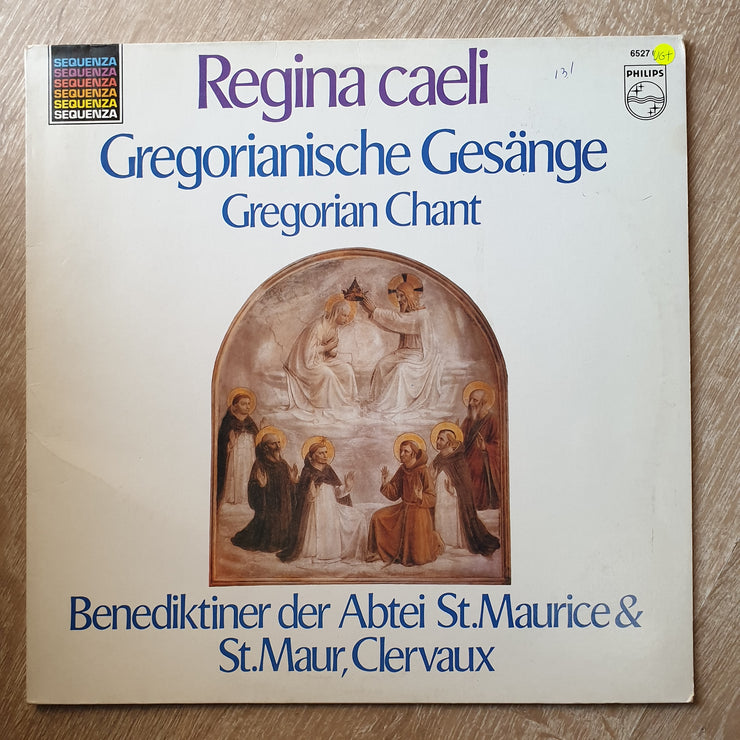 SEQUENZA
SEQUENZA
SEQUENZA
SEQUENZA
SEQUENZA
SEQUENZA
Regina caeli
131
6527
VG+
PHILIPS
Gregorianische Gesänge
Gregorian Chant
Benediktiner der Abtei St.Maurice &
St.Maur, Clervaux